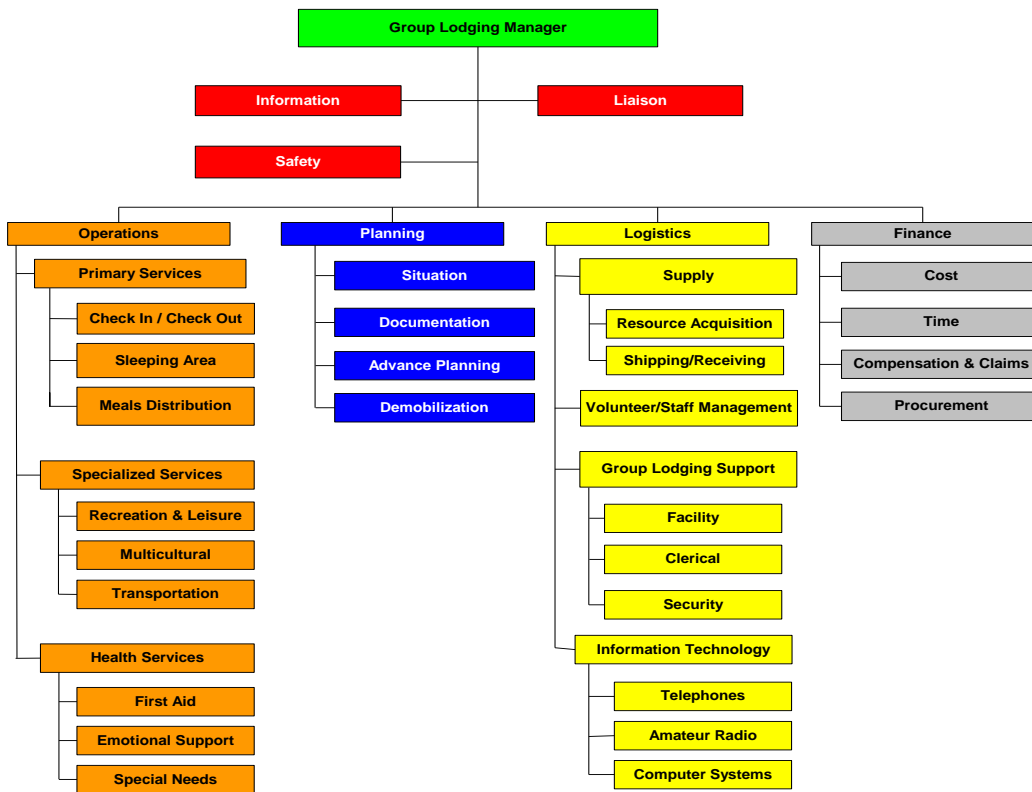 Group Lodging Manager
Information
Liaison
Safety
Operations
Primary Services
Check In / Check Out
Sleeping Area
Meals Distribution
Specialized Services
Recreation & Leisure
Multicultural
Transportation
Health Services
First Aid
Emotional Support
Special Needs
Planning
Situation
Documentation
Advance Planning
Demobilization
Logistics
Supply
Resource Acquisition
Shipping/Receiving
Volunteer/Staff Management
Group Lodging Support
Facility
Clerical
Security
Information Technology
Telephones
Amateur Radio
Computer Systems
Finance
Cost
Time
Compensation & Claims
Procurement